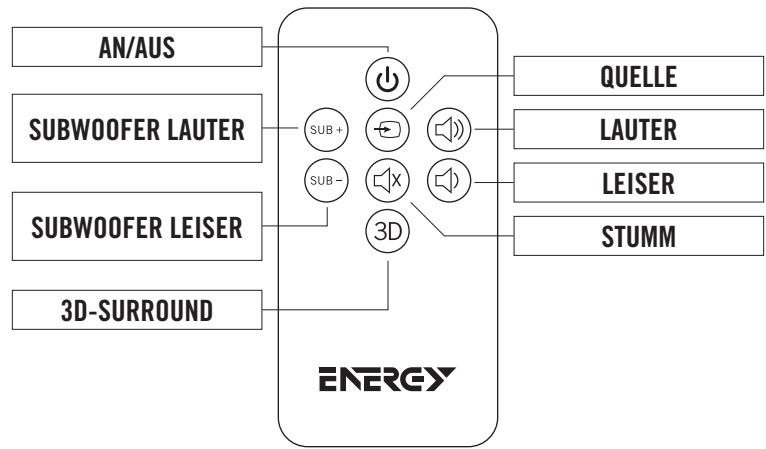 AN/AUS
QUELLE
SUBWOOFER LAUTER
SUB +
LAUTER
SUB –
LEISER
SUBWOOFER LEISER
3D
STUMM
3D-SURROUND
ENERGY